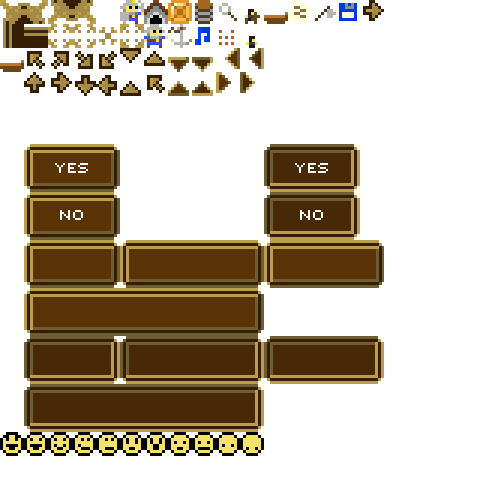 YES YES
NO NO